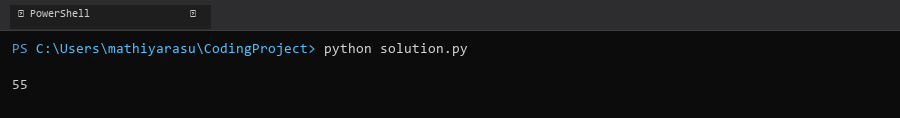 PowerShell
PS C:\Users\mathiyarasu\CodingProject> python solution.py
55